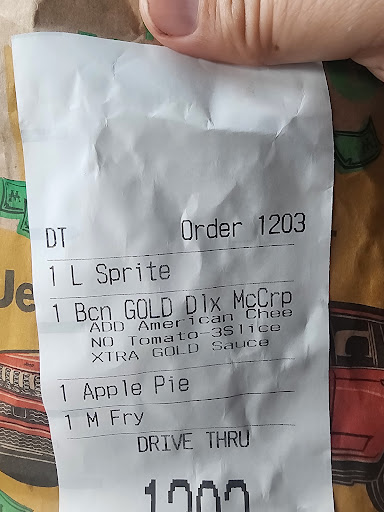 DT Order 1203
1 L Sprite
1 Bcn GOLD Dlx McCrp
ADD American Chee
NO Tomato-3Slice
XTRA GOLD Sauce
1 Apple Pie
1 M Fry
DRIVE THRU
1203